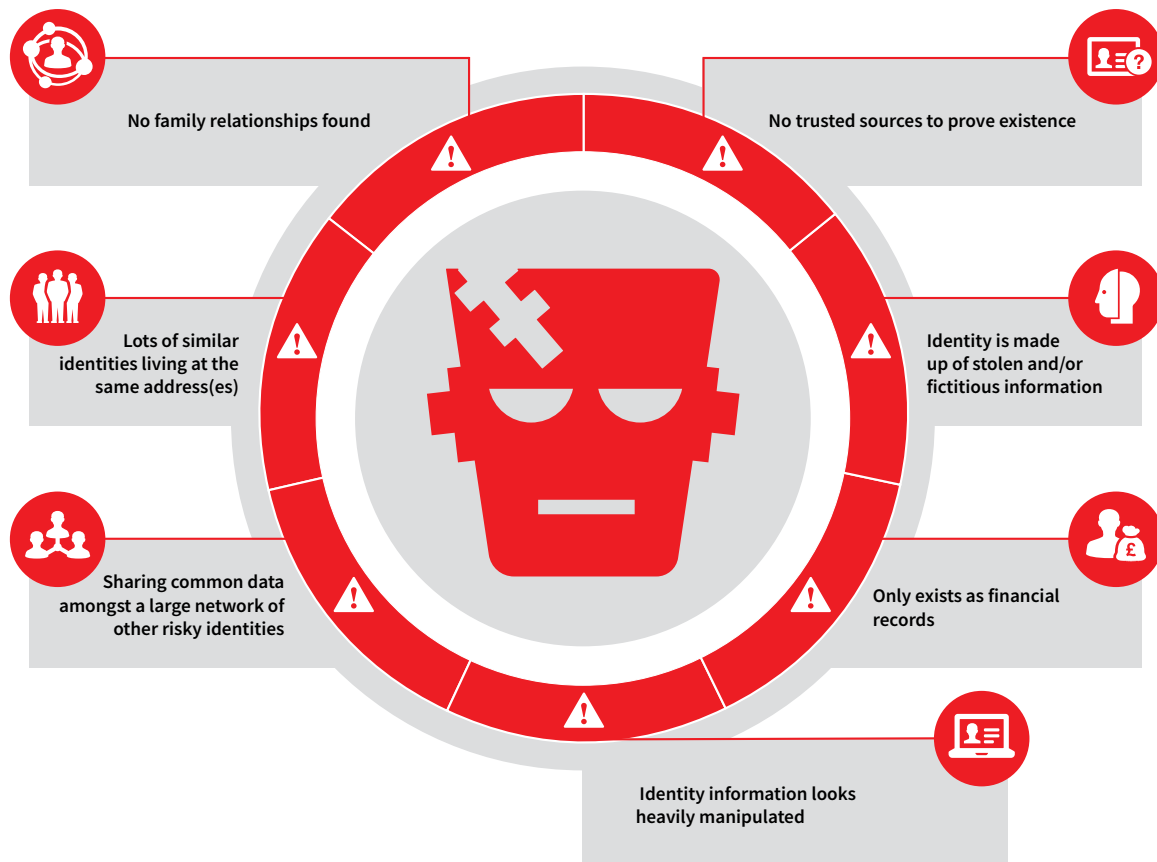 No family relationships found
No trusted sources to prove existence
?
Lots of similar
identities living at the
same address(es)
Identity is made
up of stolen and/or
fictitious information
Sharing common data
amongst a large network of
other risky identities
Only exists as financial
records
£
Identity information looks
heavily manipulated
!
!
!
!
!
!
!